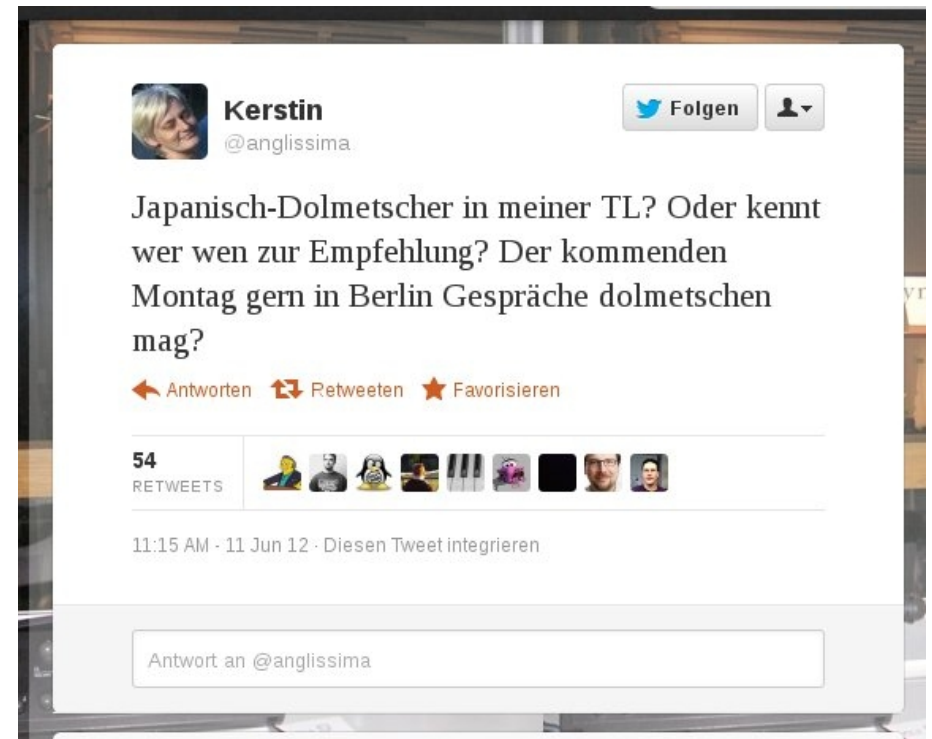 Kerstin
@anglissima
Folgen
Japanisch-Dolmetscher in meiner TL? Oder kennt
wer wen zur Empfehlung? Der kommenden
Montag gern in Berlin Gespräche dolmetschen
mag?
Antworten Retweeten Favorisieren
54
RETWEETS
11:15 AM - 11 Jun 12 · Diesen Tweet integrieren
Antwort an @anglissima